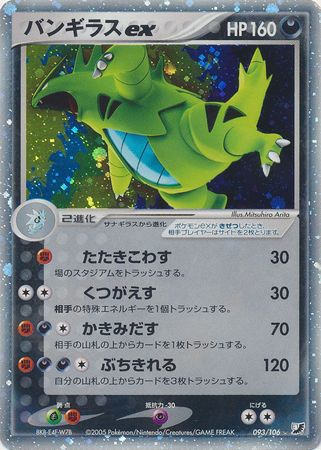 バンギラスex HP160
Illus.Mitsuhiro Arita
2進化 サナギラスから進化
ポケモンexがきぜつしたとき、
相手プレイヤーはサイドを2枚とります。
たたきこわす 30
場のスタジアムをトラッシュする。
くつがえす 30
相手の特殊エネルギーを1個トラッシュする。
かきみだす 70
相手の山札の上から1枚トラッシュする。
ぶちきれる 120
自分の山札の上からカードを3枚トラッシュする。
弱点 抵抗力 -30 にげる
BKB-E4F-W7B ©2005 Pokémon/Nintendo/Creatures/GAME FREAK 093/106